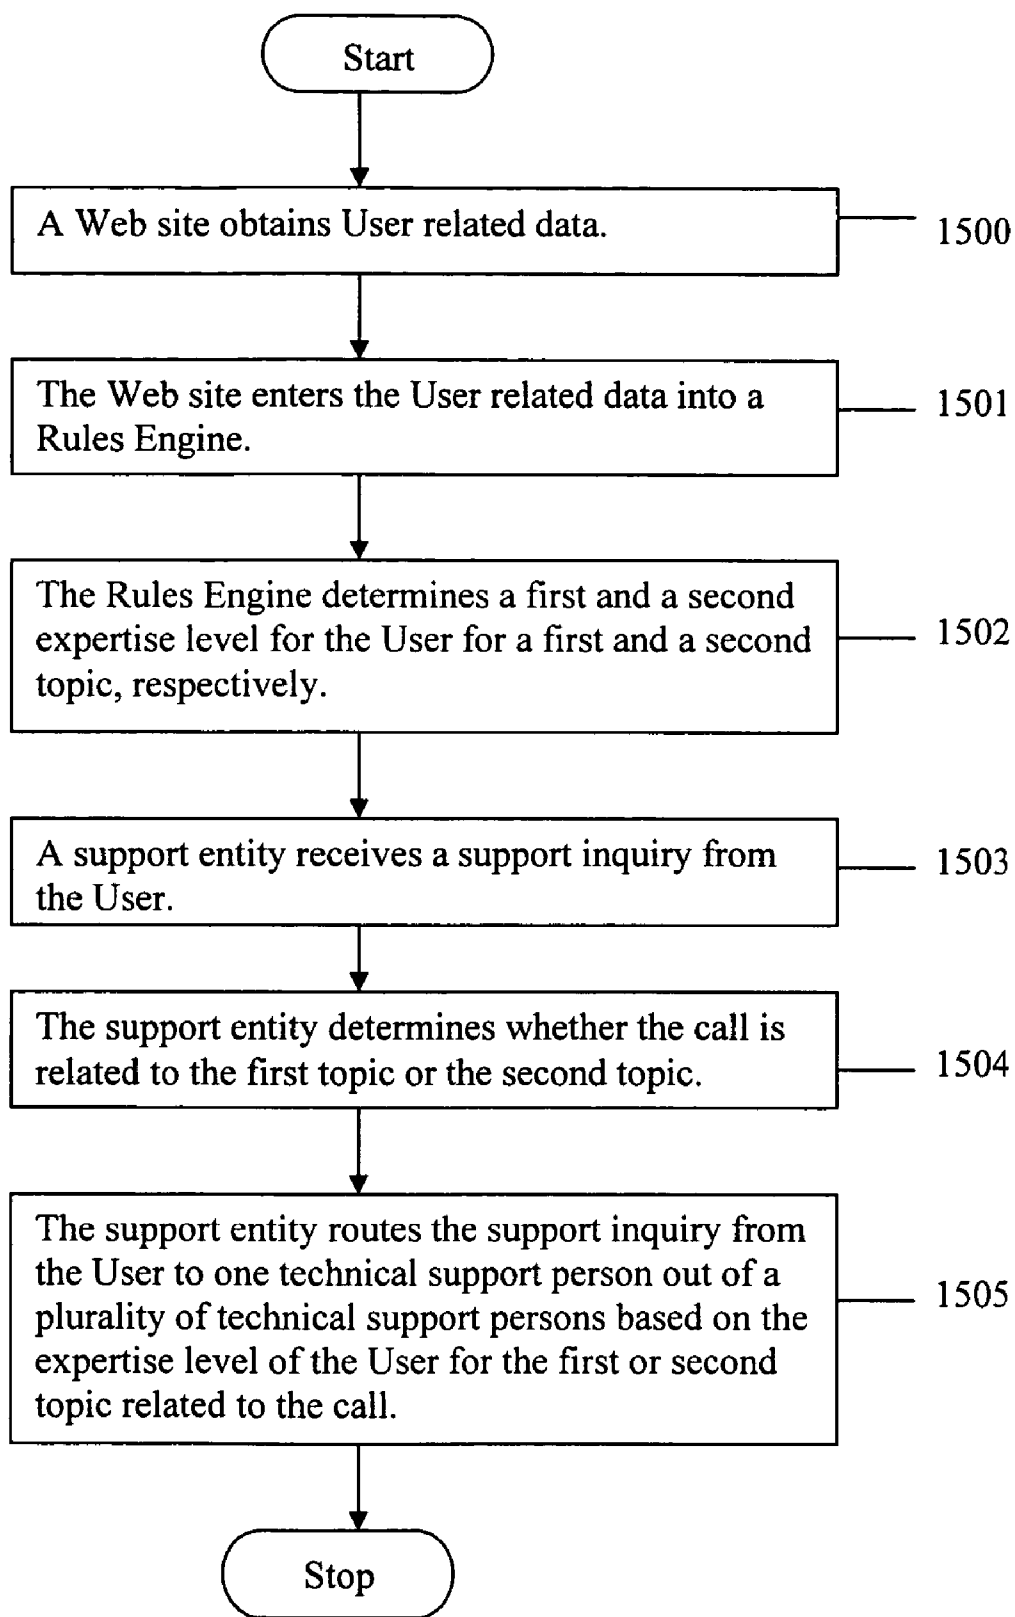 Start
A Web site obtains User related data.
1500
The Web site enters the User related data into a
Rules Engine.
1501
The Rules Engine determines a first and a second
expertise level for the User for a first and a second
topic, respectively.
1502
A support entity receives a support inquiry from
the User.
1503
The support entity determines whether the call is
related to the first topic or the second topic.
1504
The support entity routes the support inquiry from
the User to one technical support person out of a
plurality of technical support persons based on the
expertise level of the User for the first or second
topic related to the call.
1505
Stop